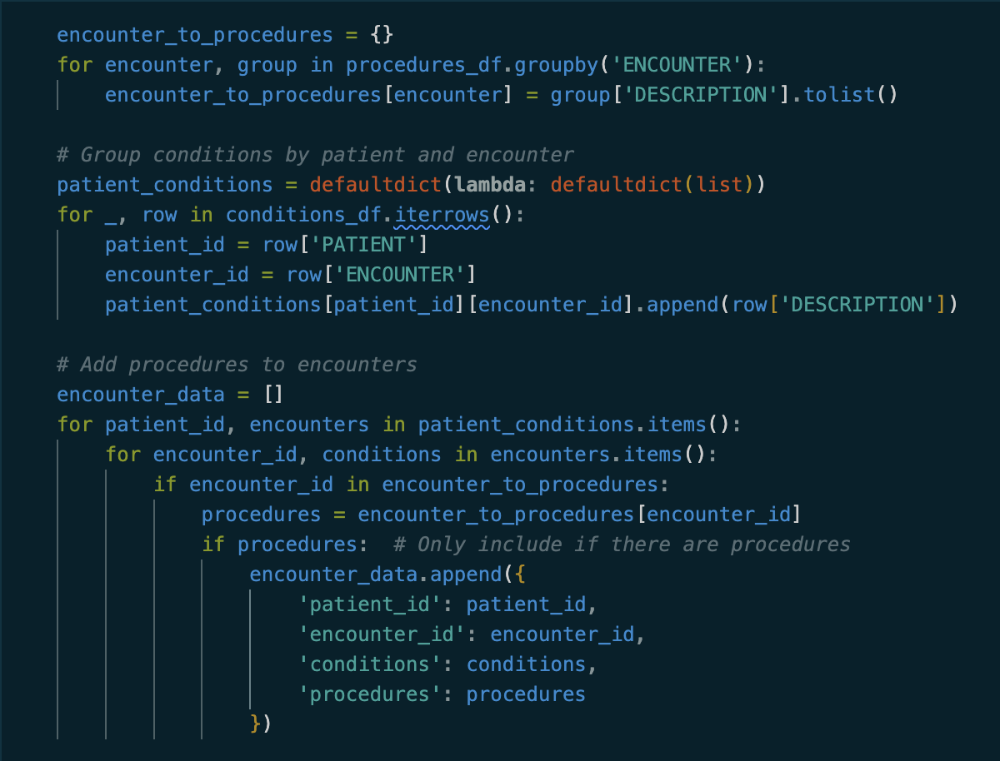 encounter_to_procedures = {}
for encounter, group in procedures_df.groupby('ENCOUNTER'):
    encounter_to_procedures[encounter] = group['DESCRIPTION'].tolist()

# Group conditions by patient and encounter
patient_conditions = defaultdict(lambda: defaultdict(list))
for _, row in conditions_df.iterrows():
    patient_id = row['PATIENT']
    encounter_id = row['ENCOUNTER']
    patient_conditions[patient_id][encounter_id].append(row['DESCRIPTION'])

# Add procedures to encounters
encounter_data = []
for patient_id, encounters in patient_conditions.items():
    for encounter_id, conditions in encounters.items():
        if encounter_id in encounter_to_procedures:
            procedures = encounter_to_procedures[encounter_id]
            if procedures:  # Only include if there are procedures
                encounter_data.append({
                    'patient_id': patient_id,
                    'encounter_id': encounter_id,
                    'conditions': conditions,
                    'procedures': procedures
                })